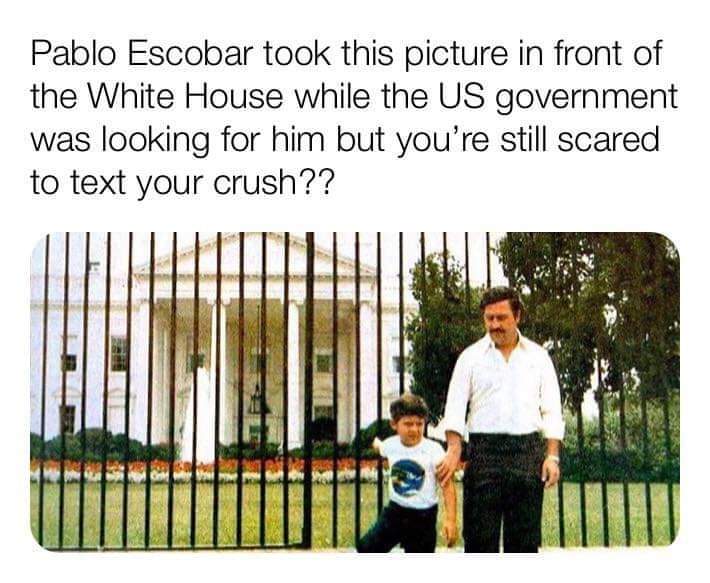 Pablo Escobar took this picture in front of
the White House while the US government
was looking for him but you’re still scared
to text your crush??